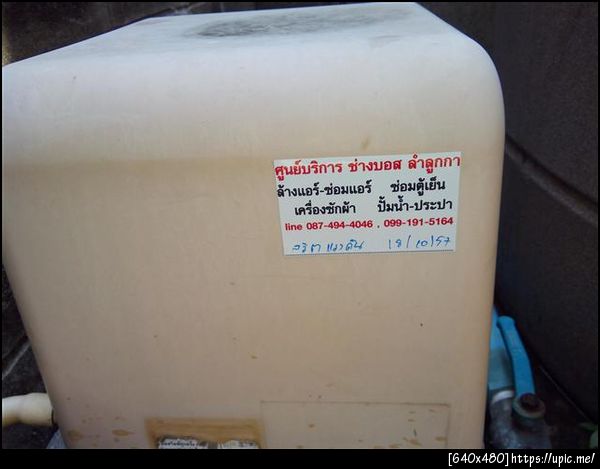 ศูนย์บริการ ช่างบอส ลำลูกกา
ล้างแอร์-ซ่อมแอร์ ซ่อมตู้เย็น
เครื่องซักผ้า ปั้มน้ำ-ประปา
line 087-494-4046 , 099-191-5164
18/10/57
[640x480]https://upic.me/